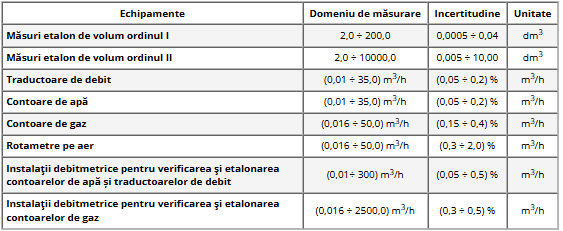 Echipamente Domeniu de măsurare Incertitudine Unitate
Măsuri etalon de volum ordinul I 2,0 ÷ 200,0 0,0005 ÷ 0,04 dm³
Măsuri etalon de volum ordinul II 2,0 ÷ 10000,0 0,005 ÷ 10,00 dm³
Traductoare de debit (0,01 ÷ 35,0) m³/h (0,05 ÷ 0,2) % m³/h
Contoare de apă (0,01 ÷ 35,0) m³/h (0,05 ÷ 0,2) % m³/h
Contoare de gaz (0,016 ÷ 50,0) m³/h (0,15 ÷ 0,4) % m³/h
Rotametre pe aer (0,016 ÷ 50,0) m³/h (0,3 ÷ 2,0) % m³/h
Instalaţii debitmetrice pentru verificarea şi etalonarea
contoarelor de apă și traductoarelor de debit (0,01÷ 300) m³/h (0,05 ÷ 0,5) % m³/h
Instalaţii debitmetrice pentru verificarea şi etalonarea
contoarelor de gaz (0,016 ÷ 2500,0) m³/h (0,3 ÷ 0,5) % m³/h